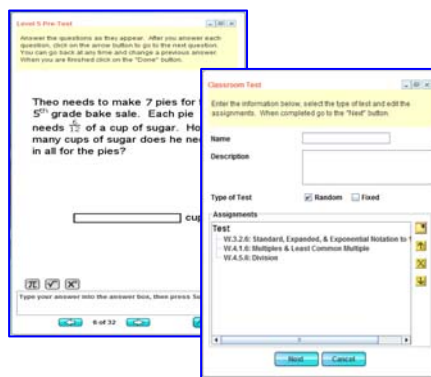 Level 5 Pre-Test
Answer the questions as they appear. After you answer each
question, click on the arrow button to go to the next question.
You can go back at any time and change a previous answer.
When you are finished click on the "Done" button.
Theo needs to make 7 pies for
5th grade bake sale. Each pie
needs of a cup of sugar. Ho
many cups of sugar does he ne
in all for the pies?
cup
Type your answer into the answer box, then press Su
6 of 32
Classroom Test
Enter the information below, select the type of test and edit the
assignments. When completed go to the "Next" button.
Name
Description
Type of Test Random Fixed
Assignments
Test
W.3.2.6: Standard, Expanded, & Exponential Notation to
W.4.1.6: Multiples & Least Common Multiple
W.4.5.8: Division
Next Cancel